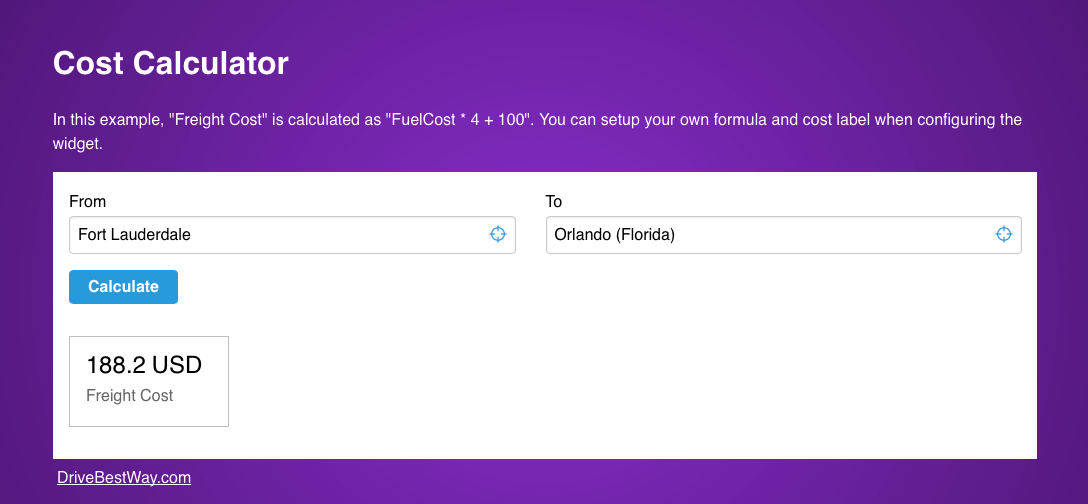 Cost Calculator
In this example, "Freight Cost" is calculated as "FuelCost * 4 + 100". You can setup your own formula and cost label when configuring the
widget.
From
To
Fort Lauderdale
Orlando (Florida)
Calculate
188.2 USD
Freight Cost
DriveBestWay.com